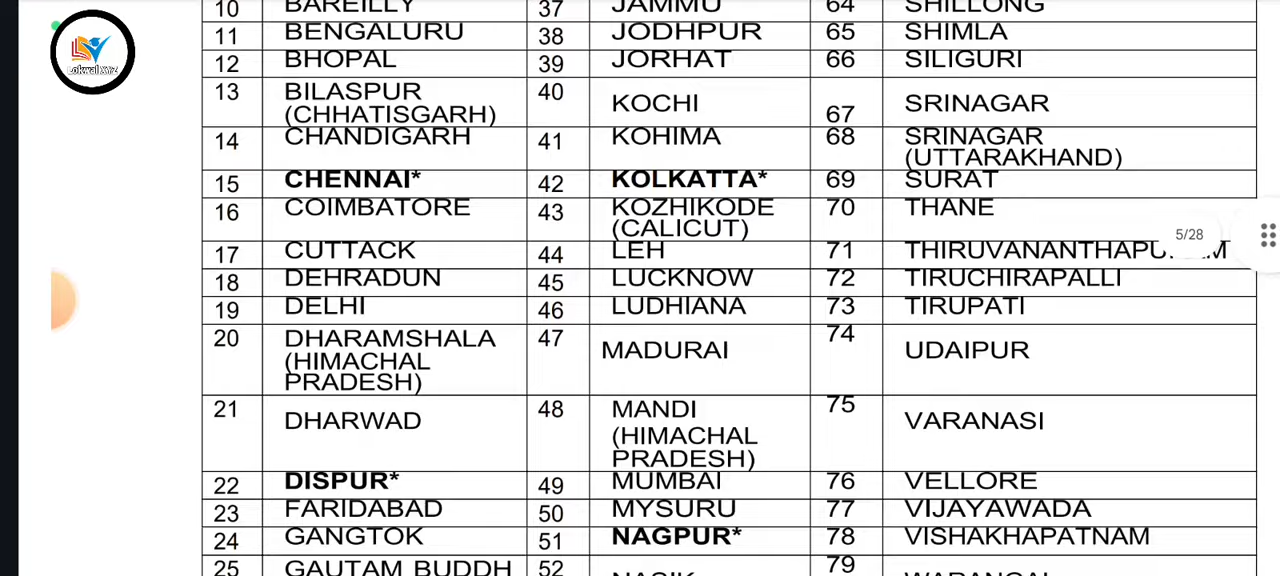 10 BAREILLY 37 JAMMU 64 SHILLONG
11 BENGALURU 38 JODHPUR 65 SHIMLA
12 BHOPAL 39 JORHAT 66 SILIGURI
13 BILASPUR (CHHATISGARH) 40 KOCHI 67 SRINAGAR
14 CHANDIGARH 41 KOHIMA 68 SRINAGAR (UTTARAKHAND)
15 CHENNAI* 42 KOLKATTA* 69 SURAT
16 COIMBATORE 43 KOZHIKODE (CALICUT) 70 THANE
5/28
17 CUTTACK 44 LEH 71
18 DEHRADUN 45 LUCKNOW 72 TIRUCHIRAPALLI
19 DELHI 46 LUDHIANA 73 TIRUPATI
20 DHARAMSHALA (HIMACHAL PRADESH) 47 MADURAI 74 UDAIPUR
21 DHARWAD 48 MANDI (HIMACHAL PRADESH) 75 VARANASI
22 DISPUR* 49 MUMBAI 76 VELLORE
23 FARIDABAD 50 MYSURU 77 VIJAYAWADA
24 GANGTOK 51 NAGPUR* 78 VISHAKHAPATNAM
25 GAUTAM BUDDH 52 NASIK 79 WARANGAL